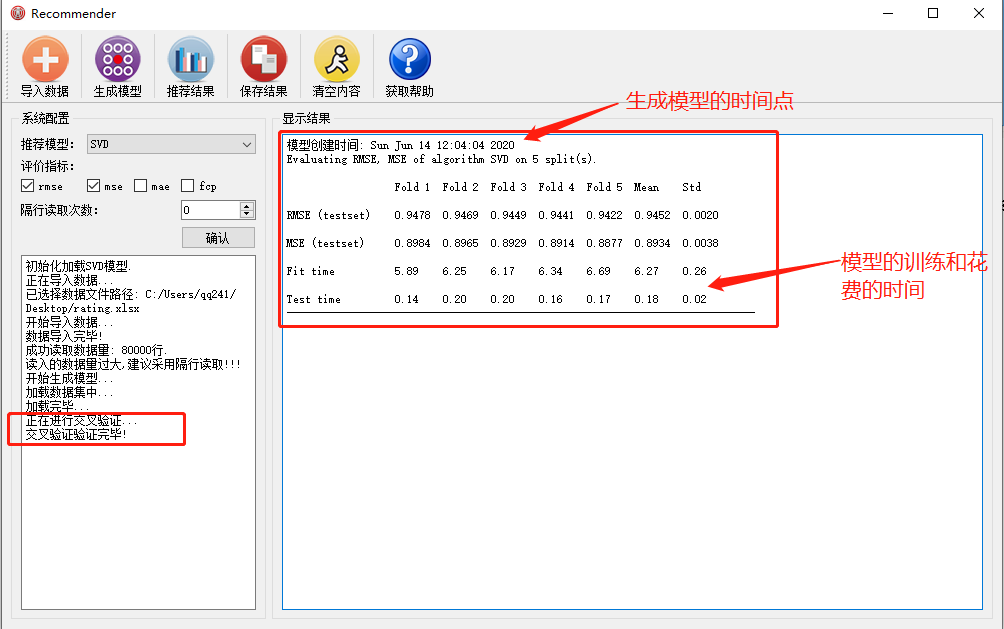 Recommender
导入数据 生成模型 推荐结果 保存结果 清空内容 获取帮助
系统配置
推荐模型: SVD
评价指标:
rmse mse mae fcp
隔行读取次数: 0
确认
初始化加载SVD模型.
正在导入数据...
已选择数据文件路径: C:/Users/qq241/
Desktop/rating.xlsx
开始导入数据...
数据导入完毕!
成功读取数据量: 80000行.
读入的数据量过大,建议采用隔行读取!!!
开始生成模型...
加载数据集中...
加载完毕...
正在进行交叉验证...
交叉验证验证完毕!
显示结果
生成模型的时间点
模型创建时间: Sun Jun 14 12:04:04 2020
Evaluating RMSE, MSE of algorithm SVD on 5 split(s).
Fold 1 Fold 2 Fold 3 Fold 4 Fold 5 Mean Std
RMSE (testset) 0.9478 0.9469 0.9449 0.9441 0.9422 0.9452 0.0020
MSE (testset) 0.8984 0.8965 0.8929 0.8914 0.8877 0.8934 0.0038
Fit time 5.89 6.25 6.17 6.34 6.69 6.27 0.26
Test time 0.14 0.20 0.20 0.16 0.17 0.18 0.02
模型的训练和花
费的时间